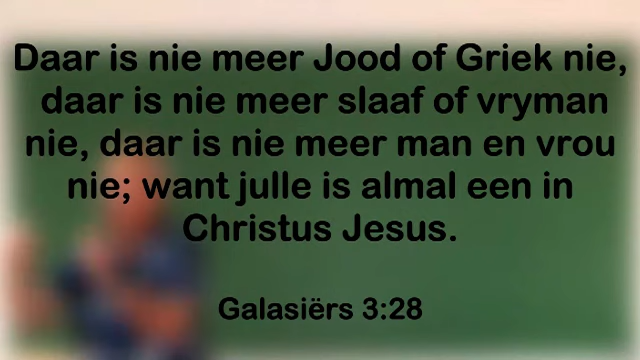 Daar is nie meer Jood of Griek nie,
daar is nie meer slaaf of vryman
nie, daar is nie meer man en vrou
nie; want julle is almal een in
Christus Jesus.
Galasiërs 3:28